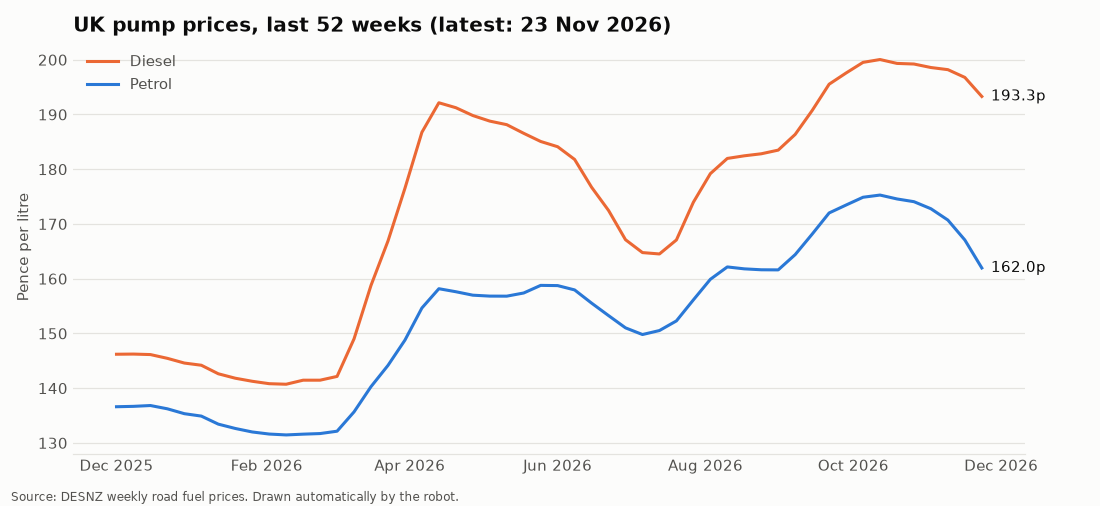 UK pump prices, last 52 weeks (latest: 23 Nov 2026)
Diesel
Petrol
Pence per litre
200
190
180
170
160
150
140
130
193.3p
162.0p
Dec 2025
Feb 2026
Apr 2026
Jun 2026
Aug 2026
Oct 2026
Dec 2026
Source: DESNZ weekly road fuel prices. Drawn automatically by the robot.